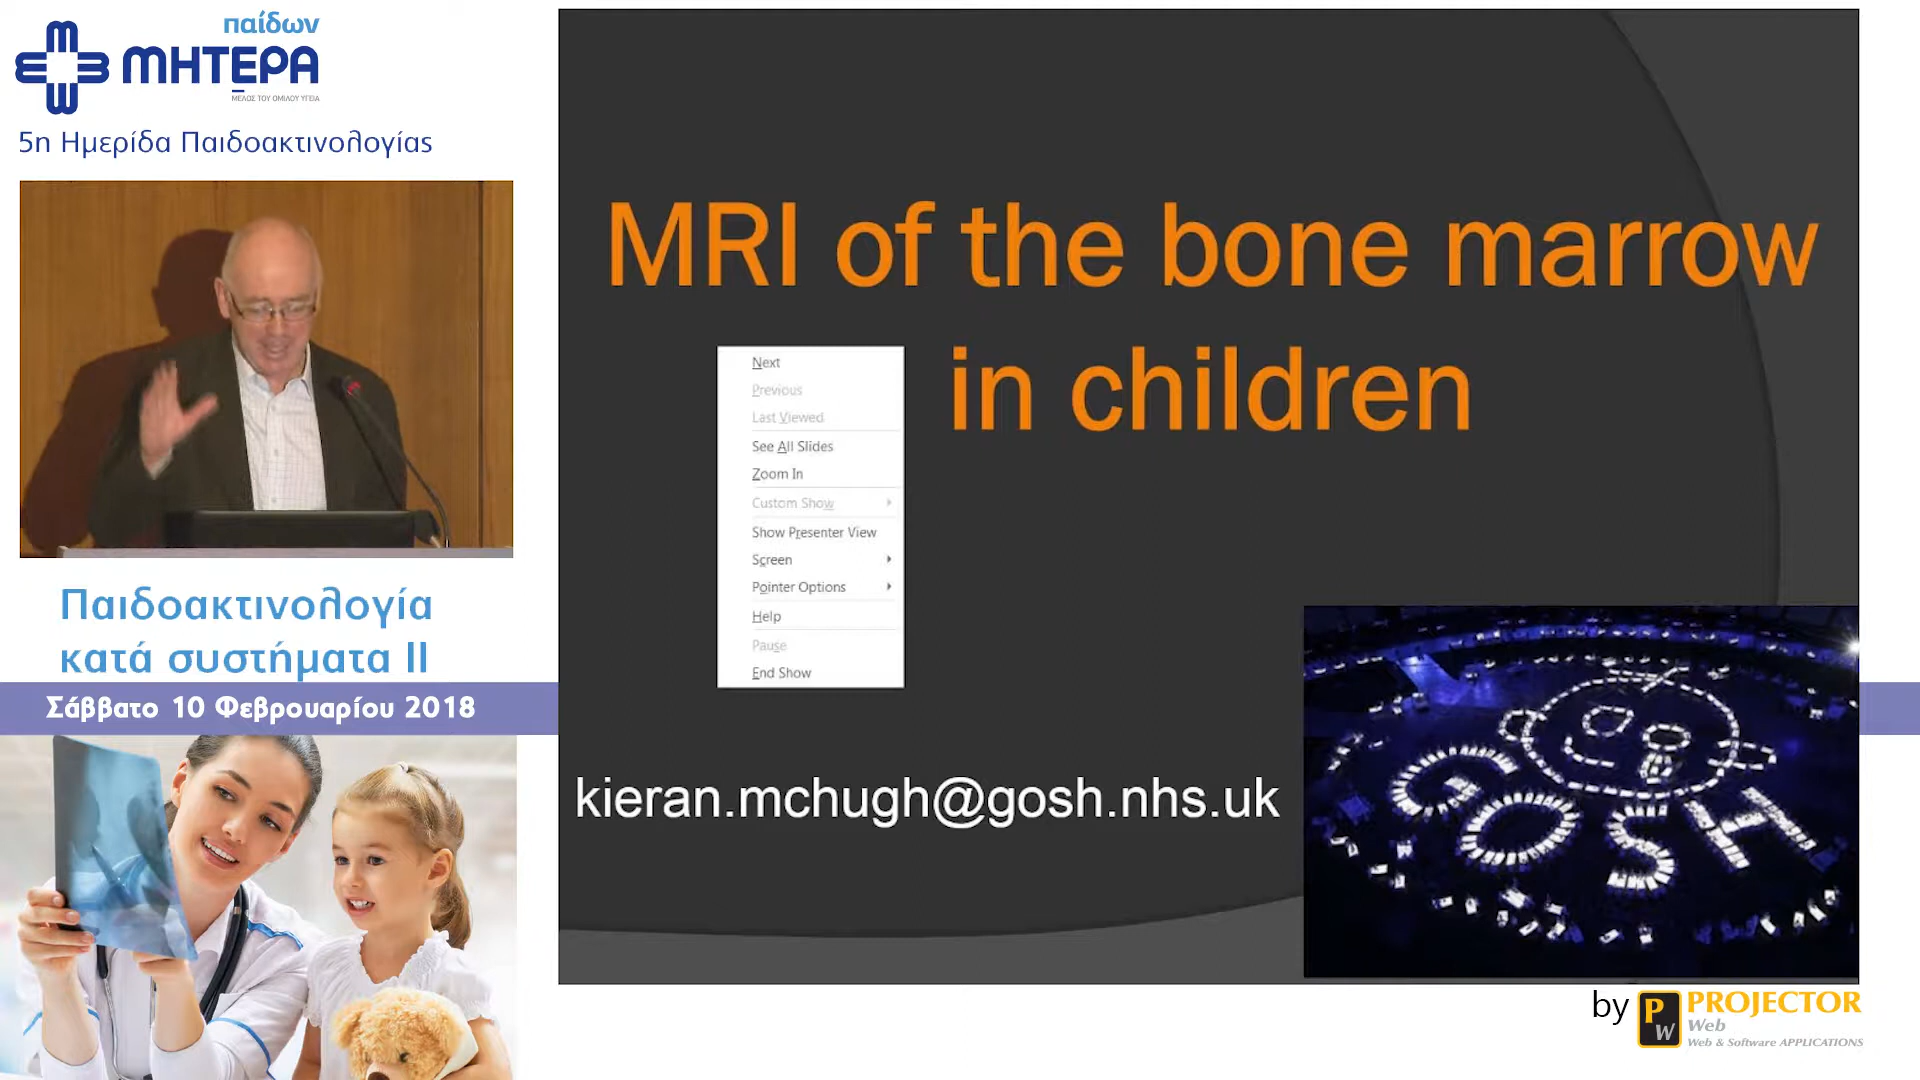 παίδων
ΜΗΤΕΡΑ
ΜΕΛΟΣ ΤΟΥ ΟΜΙΛΟΥ ΥΓΕΙΑ
5η Ημερίδα Παιδοακτινολογίας
Παιδοακτινολογία
κατά συστήματα ΙΙ
Σάββατο 10 Φεβρουαρίου 2018
MRI of the bone marrow
in children
Next
Previous
Last Viewed
See All Slides
Zoom In
Custom Show
Show Presenter View
Screen
Pointer Options
Help
Pause
End Show
kieran.mchugh@gosh.nhs.uk
GOSH
by PW PROJECTOR
Web
Web & Software APPLICATIONS